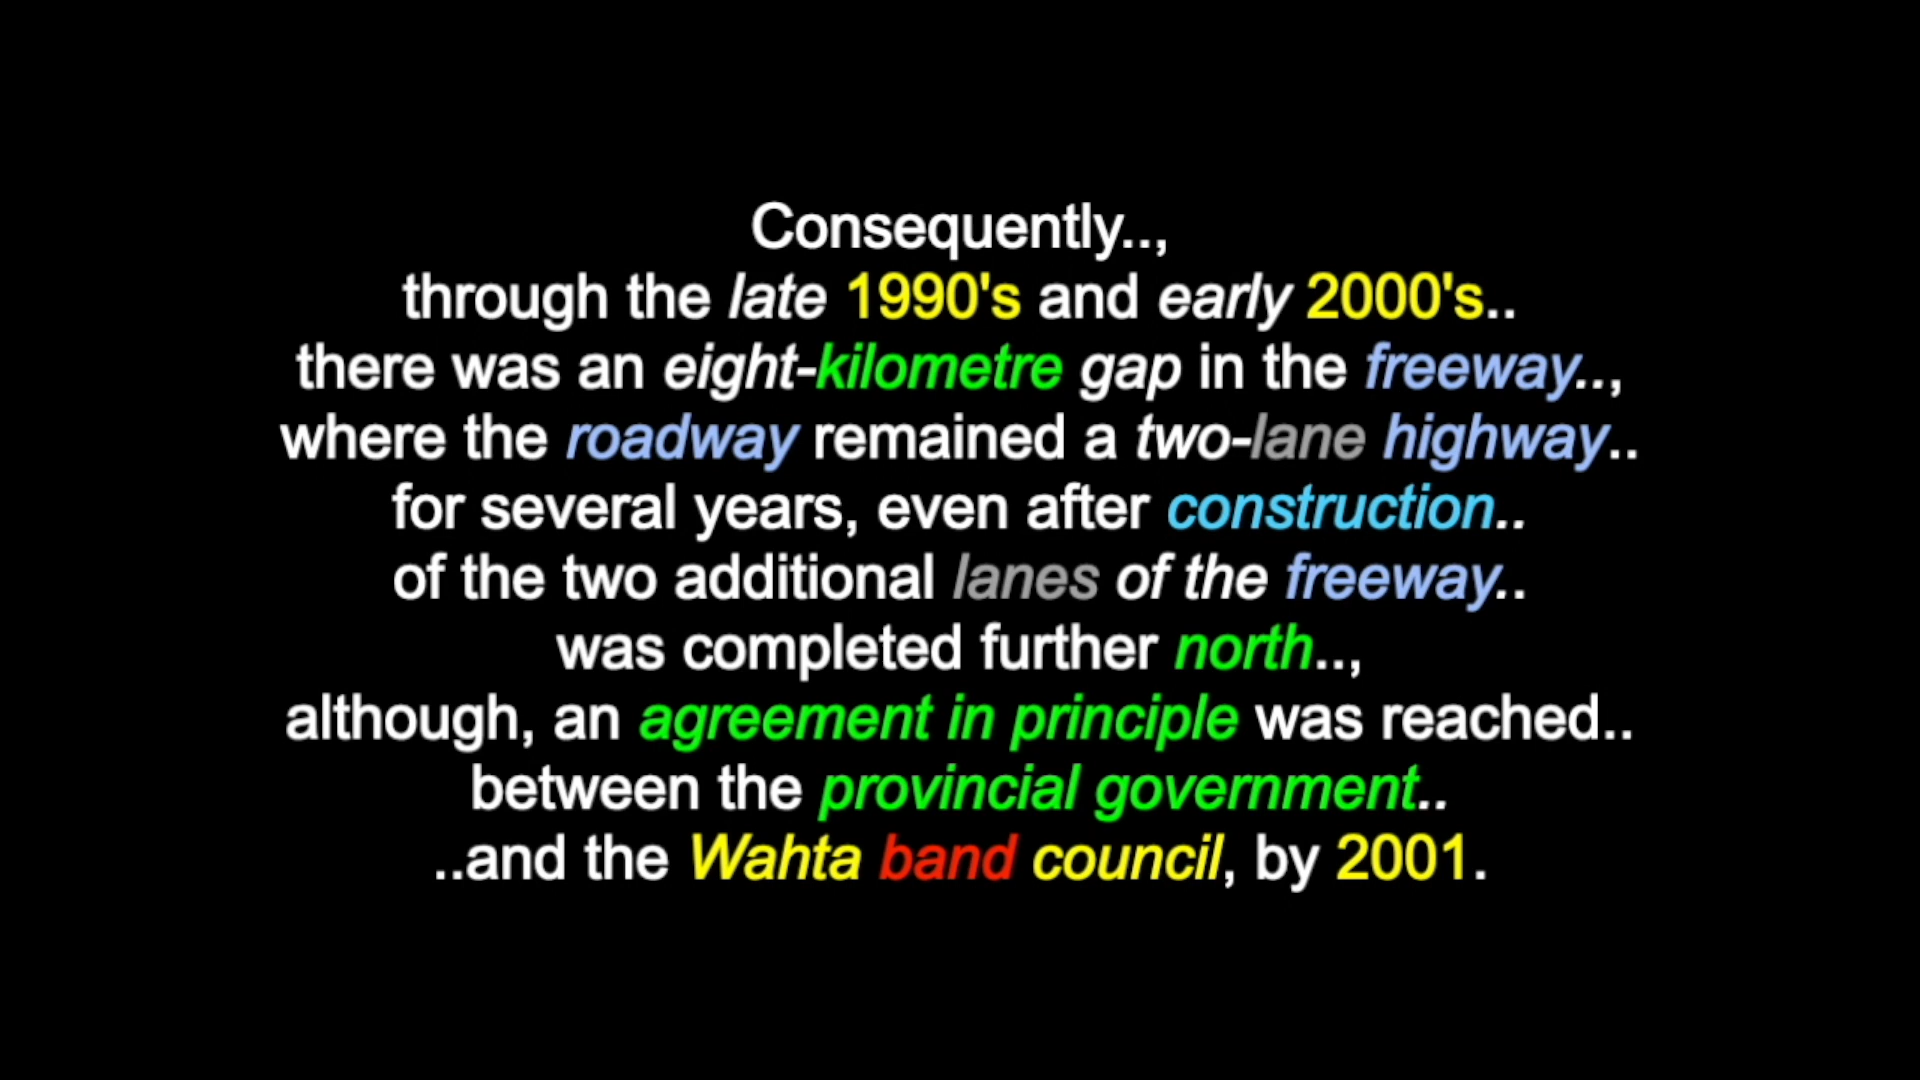 Consequently..,
through the late 1990's and early 2000's..
there was an eight-kilometre gap in the freeway..,
where the roadway remained a two-lane highway..
for several years, even after construction..
of the two additional lanes of the freeway..
was completed further north..,
although, an agreement in principle was reached..
between the provincial government..
..and the Wahta band council, by 2001.